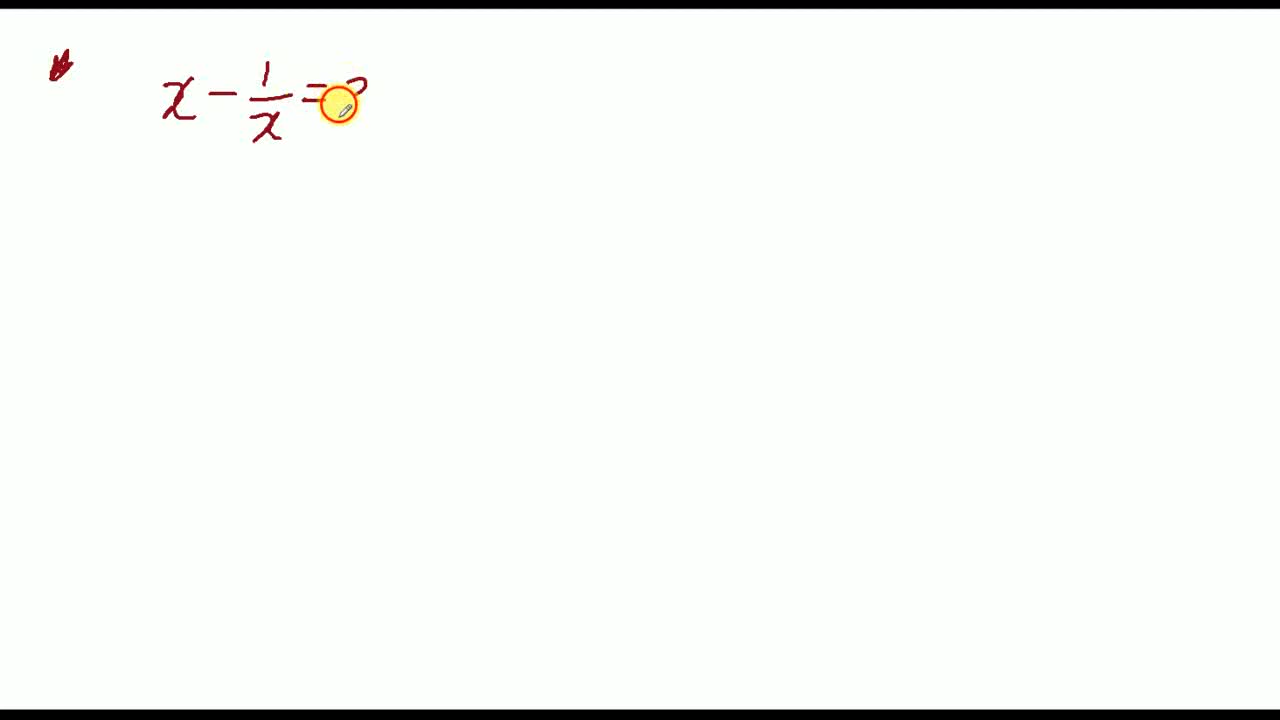 x - 1/x =